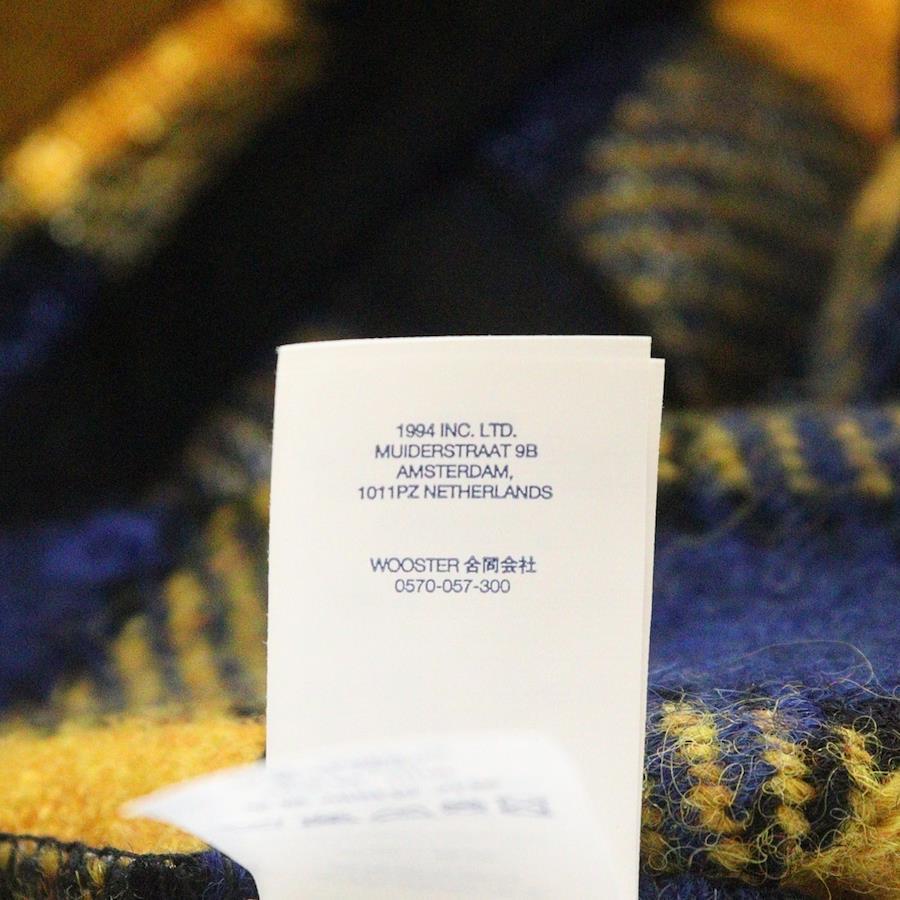 1994 INC. LTD.
MUIDERSTRAAT 9B
AMSTERDAM,
1011PZ NETHERLANDS
WOOSTER 合同会社
0570-057-300